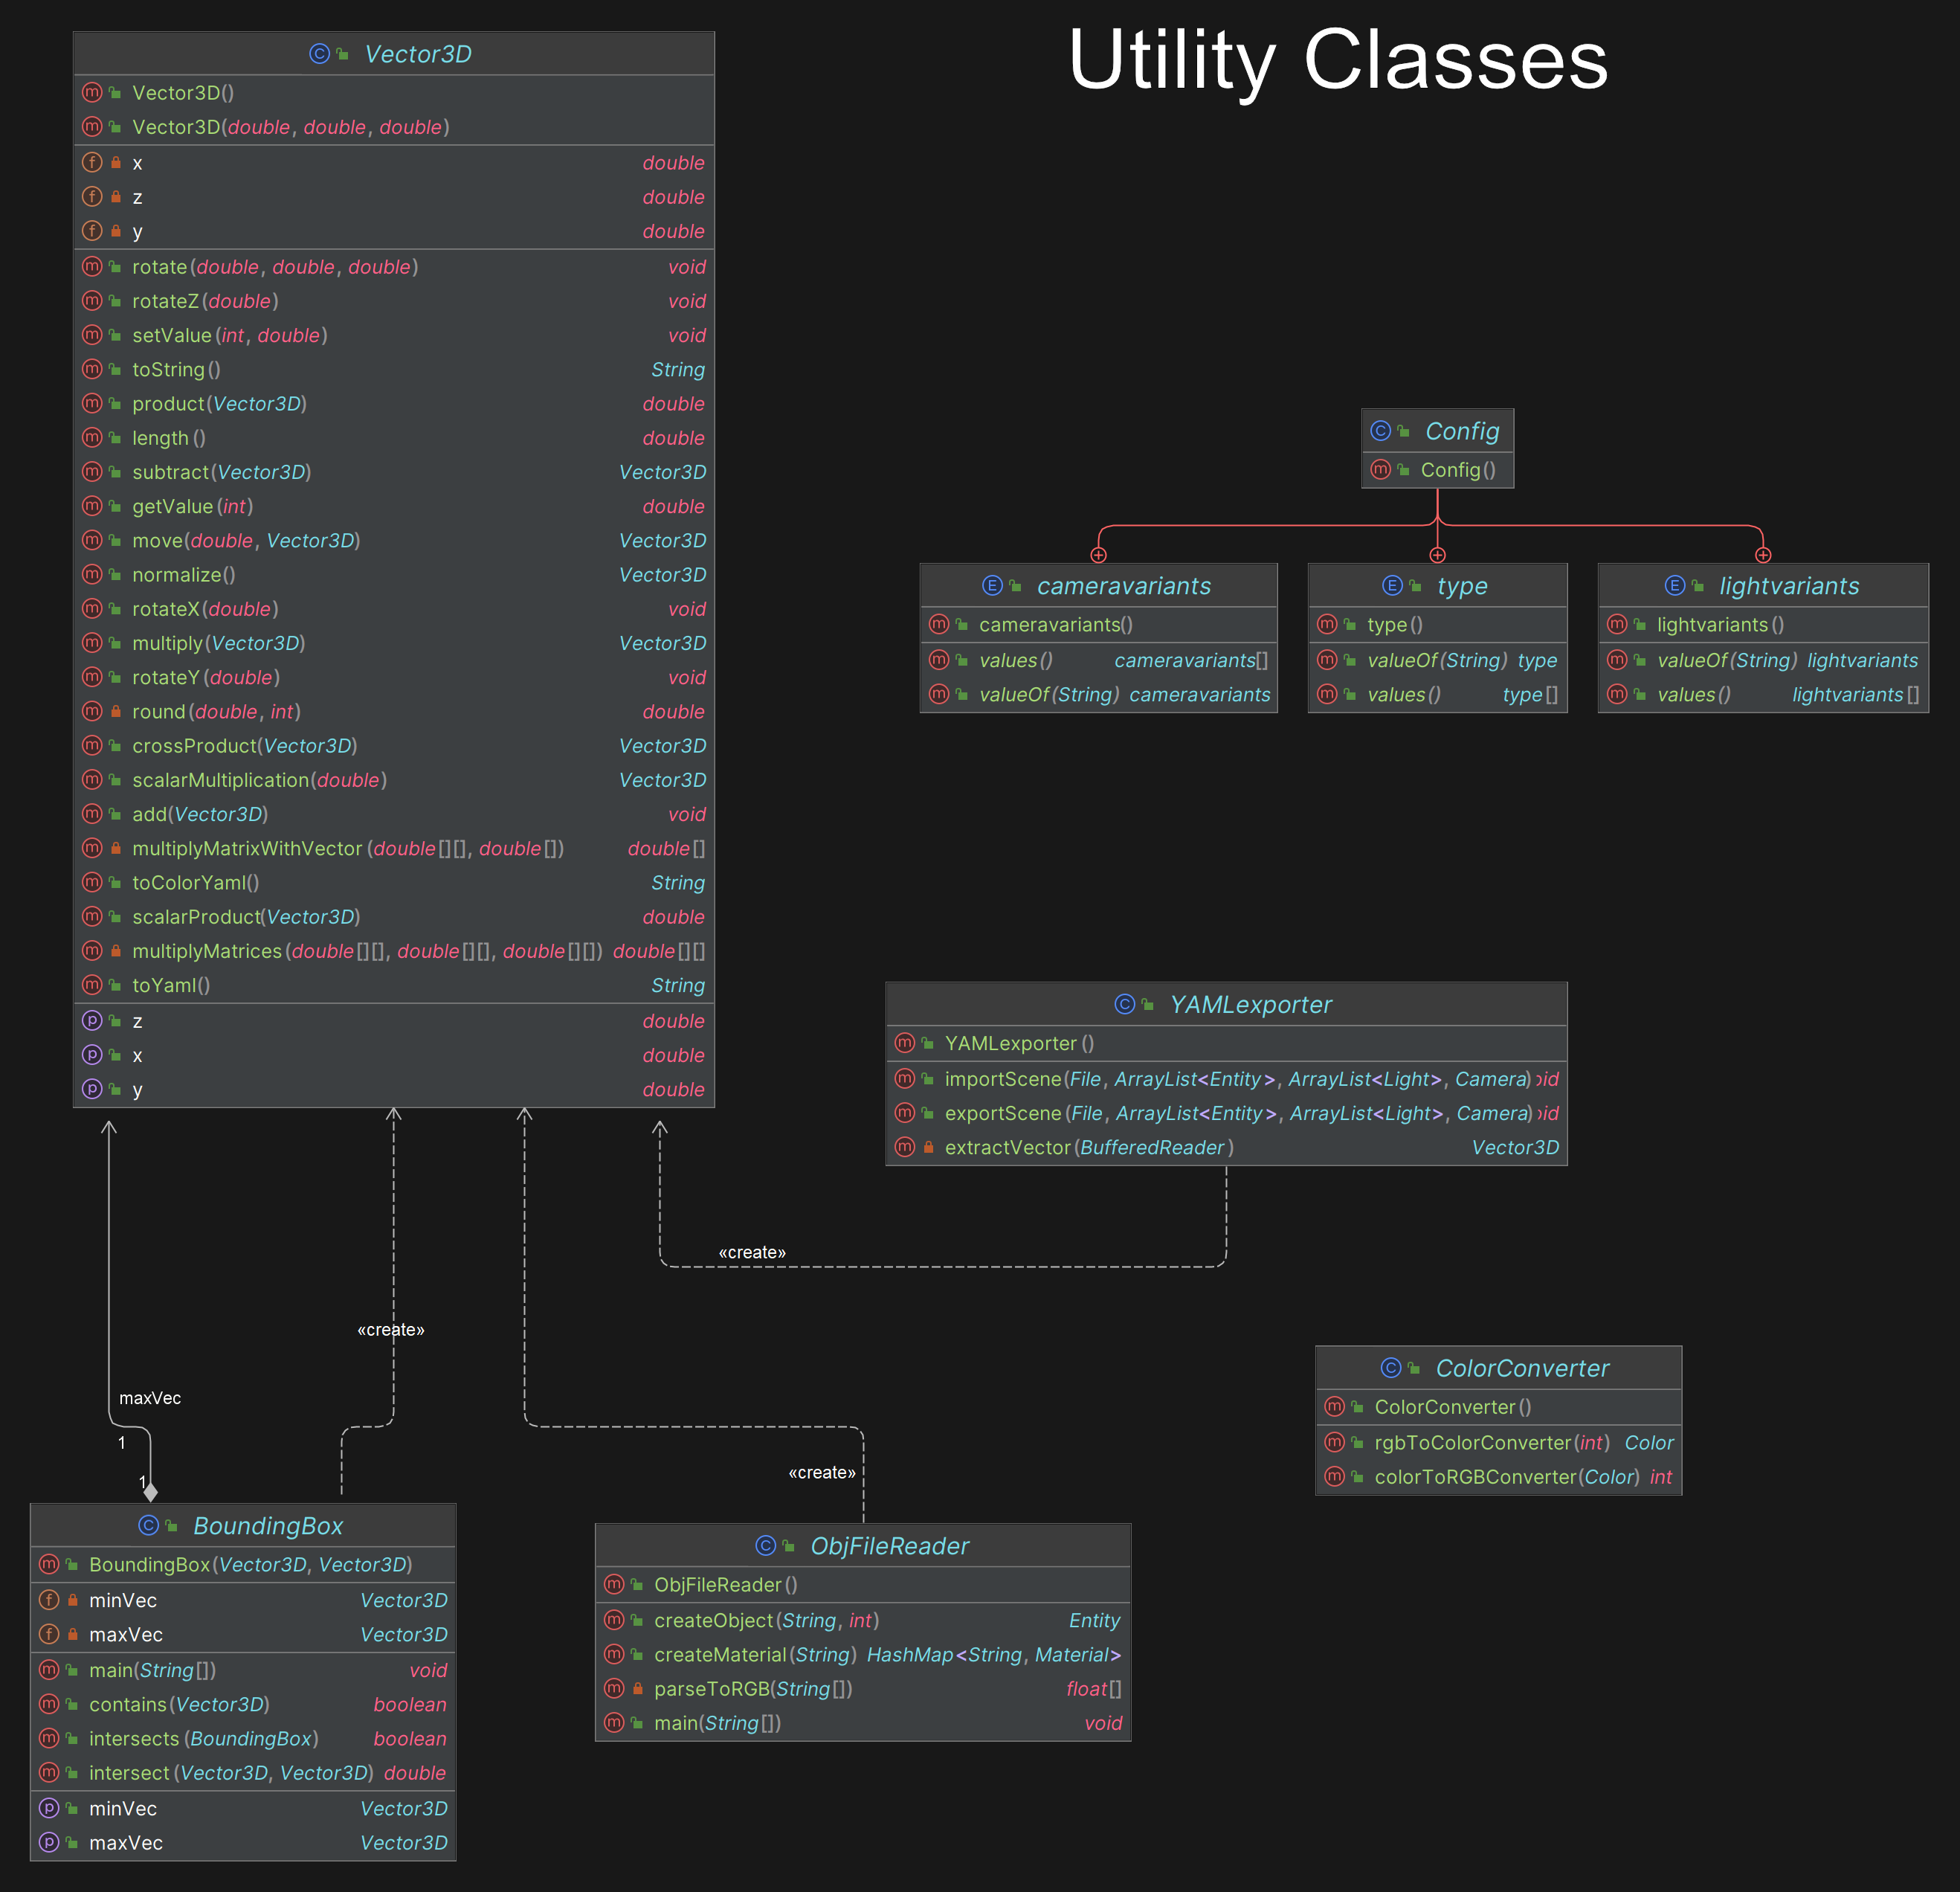 Utility Classes
Vector3D
Vector3D()
Vector3D(double, double, double)
x double
z double
y double
rotate(double, double, double) void
rotateZ(double) void
setValue(int, double) void
toString() String
product(Vector3D) double
length() double
subtract(Vector3D) Vector3D
getValue(int) double
move(double, Vector3D) Vector3D
normalize() Vector3D
rotateX(double) void
multiply(Vector3D) Vector3D
rotateY(double) void
round(double, int) double
crossProduct(Vector3D) Vector3D
scalarMultiplication(double) Vector3D
add(Vector3D) void
multiplyMatrixWithVector(double[][], double[]) double[]
toColorYaml() String
scalarProduct(Vector3D) double
multiplyMatrices(double[][], double[][], double[][]) double[][]
toYaml() String
z double
x double
y double
Config
Config()
cameravariants
cameravariants()
values() cameravariants[]
valueOf(String) cameravariants
type
type()
valueOf(String) type
values() type[]
lightvariants
lightvariants()
valueOf(String) lightvariants
values() lightvariants[]
YAMLexporter
YAMLexporter()
importScene(File, ArrayList<Entity>, ArrayList<Light>, Camera) oid
exportScene(File, ArrayList<Entity>, ArrayList<Light>, Camera) oid
extractVector(BufferedReader) Vector3D
«create»
«create»
maxVec
1
1
«create»
ColorConverter
ColorConverter()
rgbToColorConverter(int) Color
colorToRGBConverter(Color) int
BoundingBox
BoundingBox(Vector3D, Vector3D)
minVec Vector3D
maxVec Vector3D
main(String[]) void
contains(Vector3D) boolean
intersects(BoundingBox) boolean
intersect(Vector3D, Vector3D) double
minVec Vector3D
maxVec Vector3D
ObjFileReader
ObjFileReader()
createObject(String, int) Entity
createMaterial(String) HashMap<String, Material>
parseToRGB(String[]) float[]
main(String[]) void